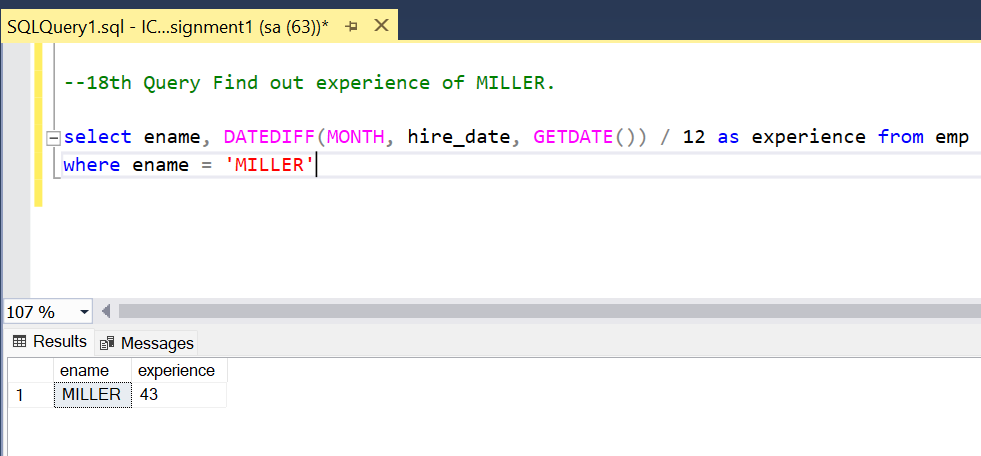 SQLQuery1.sql - IC...signment1 (sa (63))*
--18th Query Find out experience of MILLER.
select ename, DATEDIFF(MONTH, hire_date, GETDATE()) / 12 as experience from emp
where ename = 'MILLER'
107 %
Results Messages
ename experience
1 MILLER 43